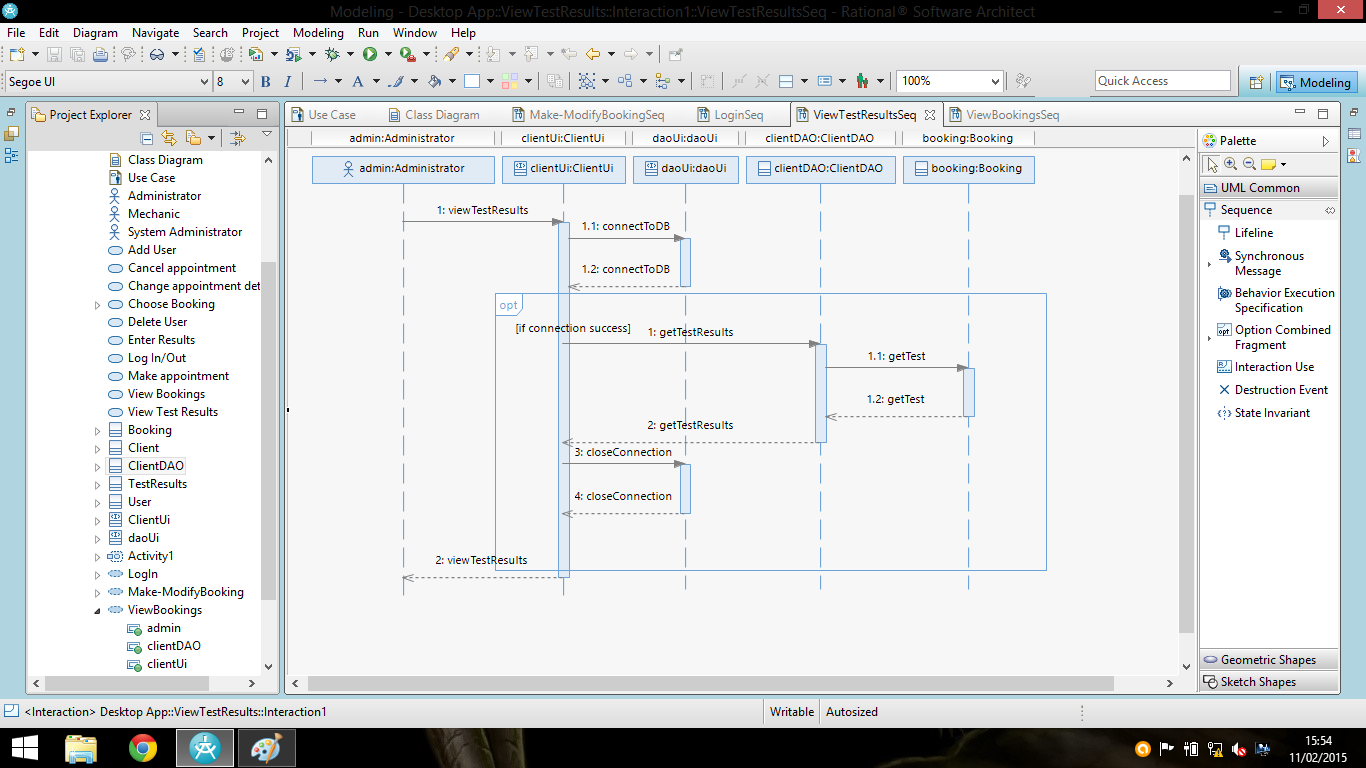 Modeling - Desktop App::ViewTestResults::Interaction1::ViewTestResultsSeq - Rational® Software Architect
File Edit Diagram Navigate Search Project Modeling Run Window Help
Segoe UI 8 B I A 100% Quick Access Modeling
Project Explorer
Class Diagram
Use Case
Administrator
Mechanic
System Administrator
Add User
Cancel appointment
Change appointment det
Choose Booking
Delete User
Enter Results
Log In/Out
Make appointment
View Bookings
View Test Results
Booking
Client
ClientDAO
TestResults
User
ClientUi
daoUi
Activity1
LogIn
Make-ModifyBooking
ViewBookings
admin
clientDAO
clientUi
Use Case Class Diagram Make-ModifyBookingSeq LoginSeq ViewTestResultsSeq ViewBookingsSeq
admin:Administrator clientUi:ClientUi daoUi:daoUi clientDAO:ClientDAO booking:Booking
admin:Administrator clientUi:ClientUi daoUi:daoUi clientDAO:ClientDAO booking:Booking
1: viewTestResults
1.1: connectToDB
1.2: connectToDB
opt
[if connection success]
1: getTestResults
1.1: getTest
1.2: getTest
2: getTestResults
3: closeConnection
4: closeConnection
2: viewTestResults
Palette
UML Common
Sequence
Lifeline
Synchronous
Message
Behavior Execution
Specification
Option Combined
Fragment
Interaction Use
Destruction Event
State Invariant
Geometric Shapes
Sketch Shapes
<Interaction> Desktop App::ViewTestResults::Interaction1 Writable Autosized
15:54
11/02/2015